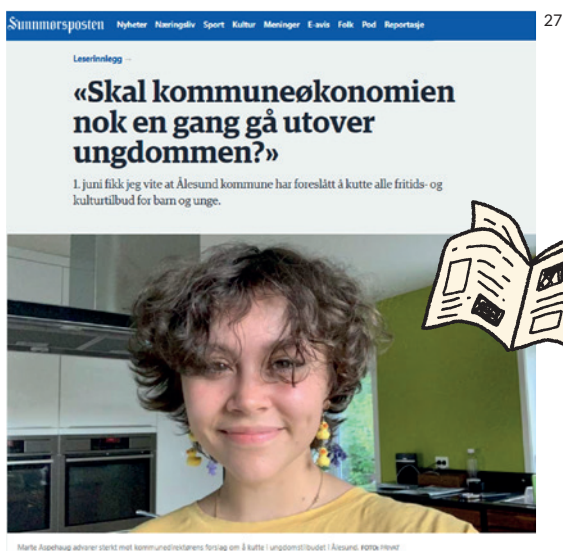 Sunnmørsposten Nyheter Næringsliv Sport Kultur Meninger E-avis Folk Pod Reportasje
27
Leserinnlegg
«Skal kommuneøkonomien
nok en gang gå utover
ungdommen?»
1. juni fikk jeg vite at Ålesund kommune har foreslått å kutte alle fritids- og
kulturtilbud for barn og unge.
Marte Aspehaug advarer sterkt mot kommunedirektørens forslag om å kutte i ungdomstilbudet i Ålesund. FOTO: PRIVAT